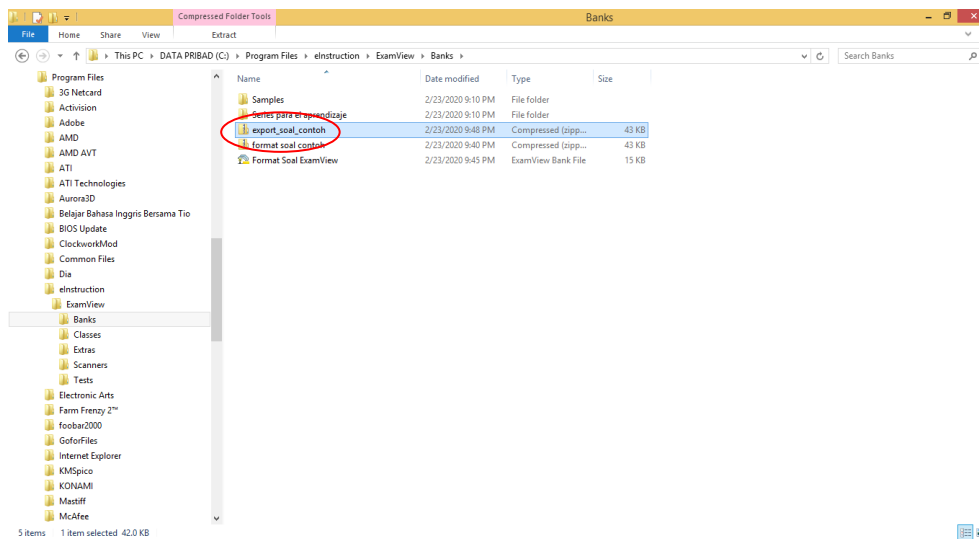 Compressed Folder Tools
Banks
File Home Share View Extract
This PC DATA PRIBAD (C:) Program Files eInstruction ExamView Banks
Search Banks
Program Files
3G Netcard
Activision
Adobe
AMD
AMD AVT
ATI
ATI Technologies
Aurora3D
Belajar Bahasa Inggris Bersama Tio
BIOS Update
ClockworkMod
Common Files
Dia
eInstruction
ExamView
Banks
Classes
Extras
Scanners
Tests
Electronic Arts
Farm Frenzy 2™
foobar2000
GoforFiles
Internet Explorer
KMSpico
KONAMI
Mastiff
McAfee
Name Date modified Type Size
Samples 2/23/2020 9:10 PM File folder
Series para el aprendizaje 2/23/2020 9:10 PM File folder
export_soal_contoh 2/23/2020 9:48 PM Compressed (zipp... 43 KB
format soal contoh 2/23/2020 9:40 PM Compressed (zipp... 43 KB
Format Soal ExamView 2/23/2020 9:45 PM ExamView Bank File 15 KB
5 items 1 item selected 42.0 KB